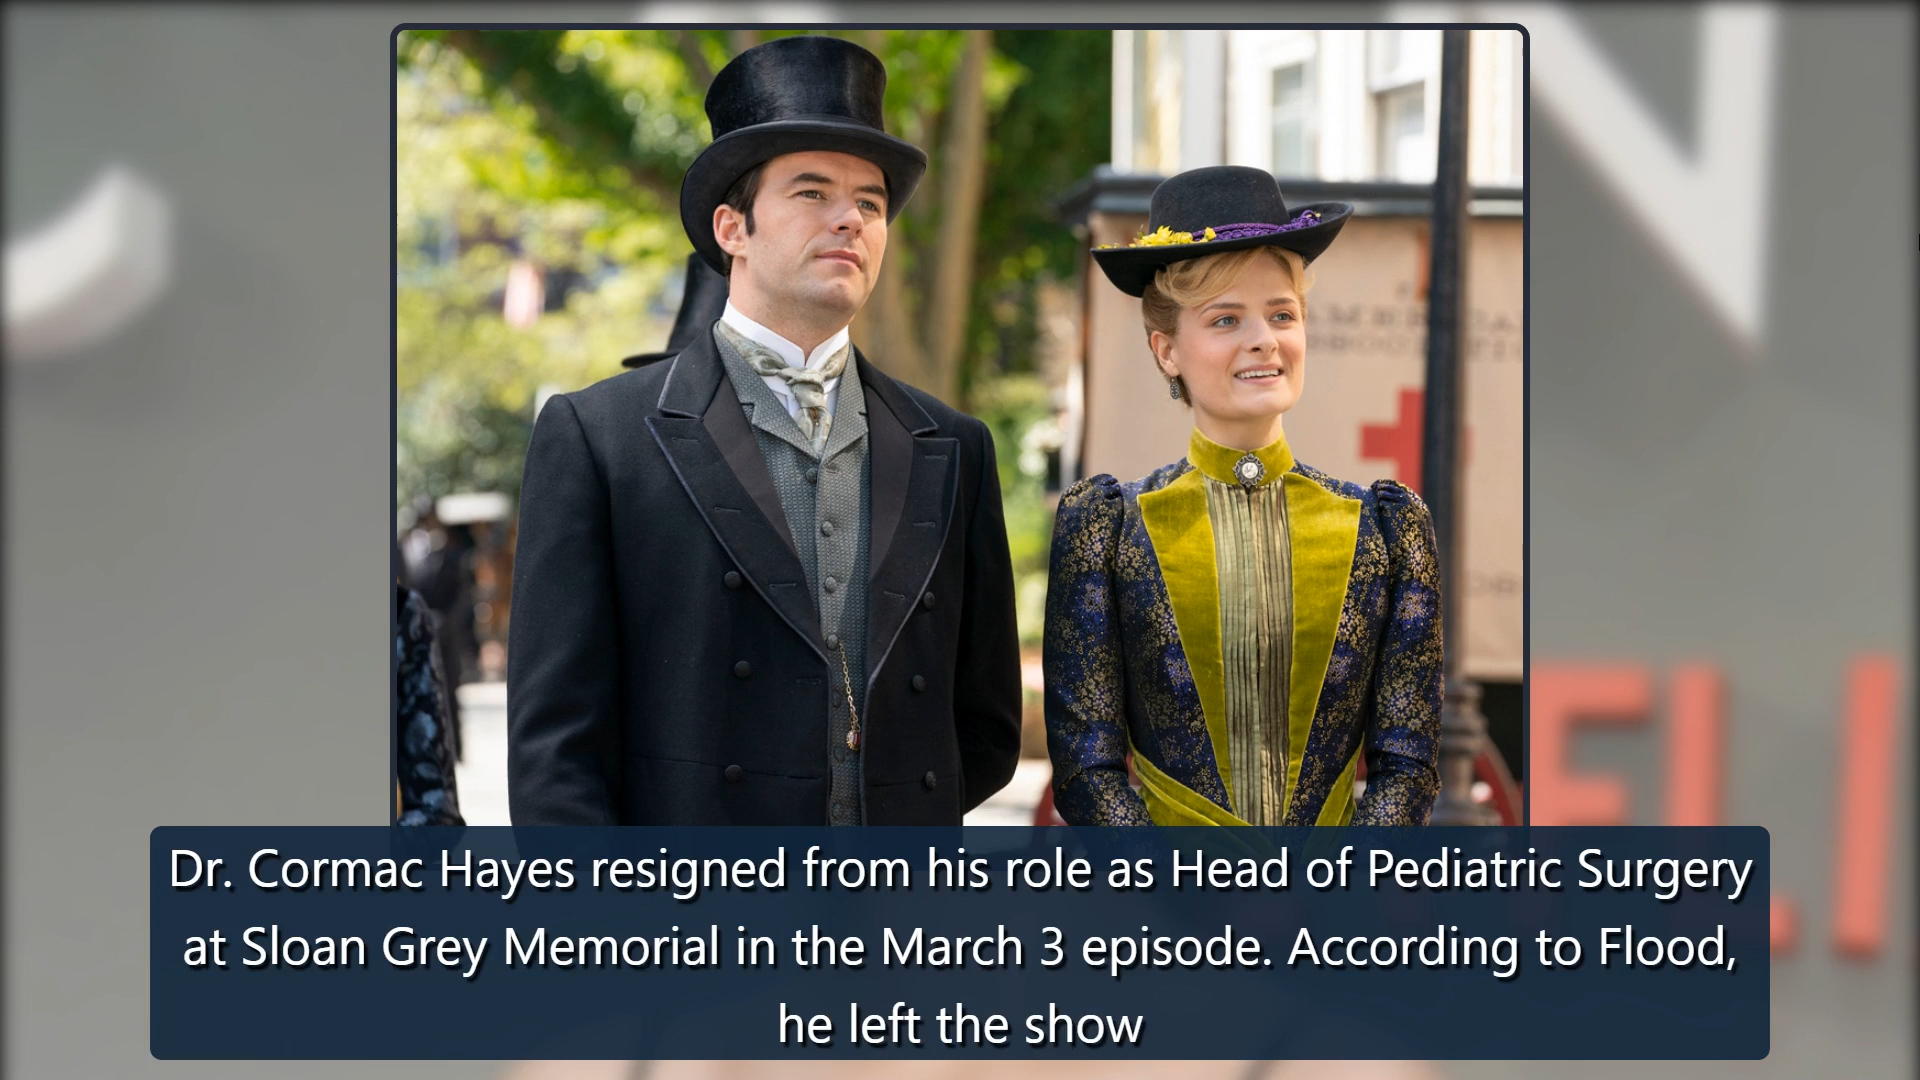 Dr. Cormac Hayes resigned from his role as Head of Pediatric Surgery
at Sloan Grey Memorial in the March 3 episode. According to Flood,
he left the show